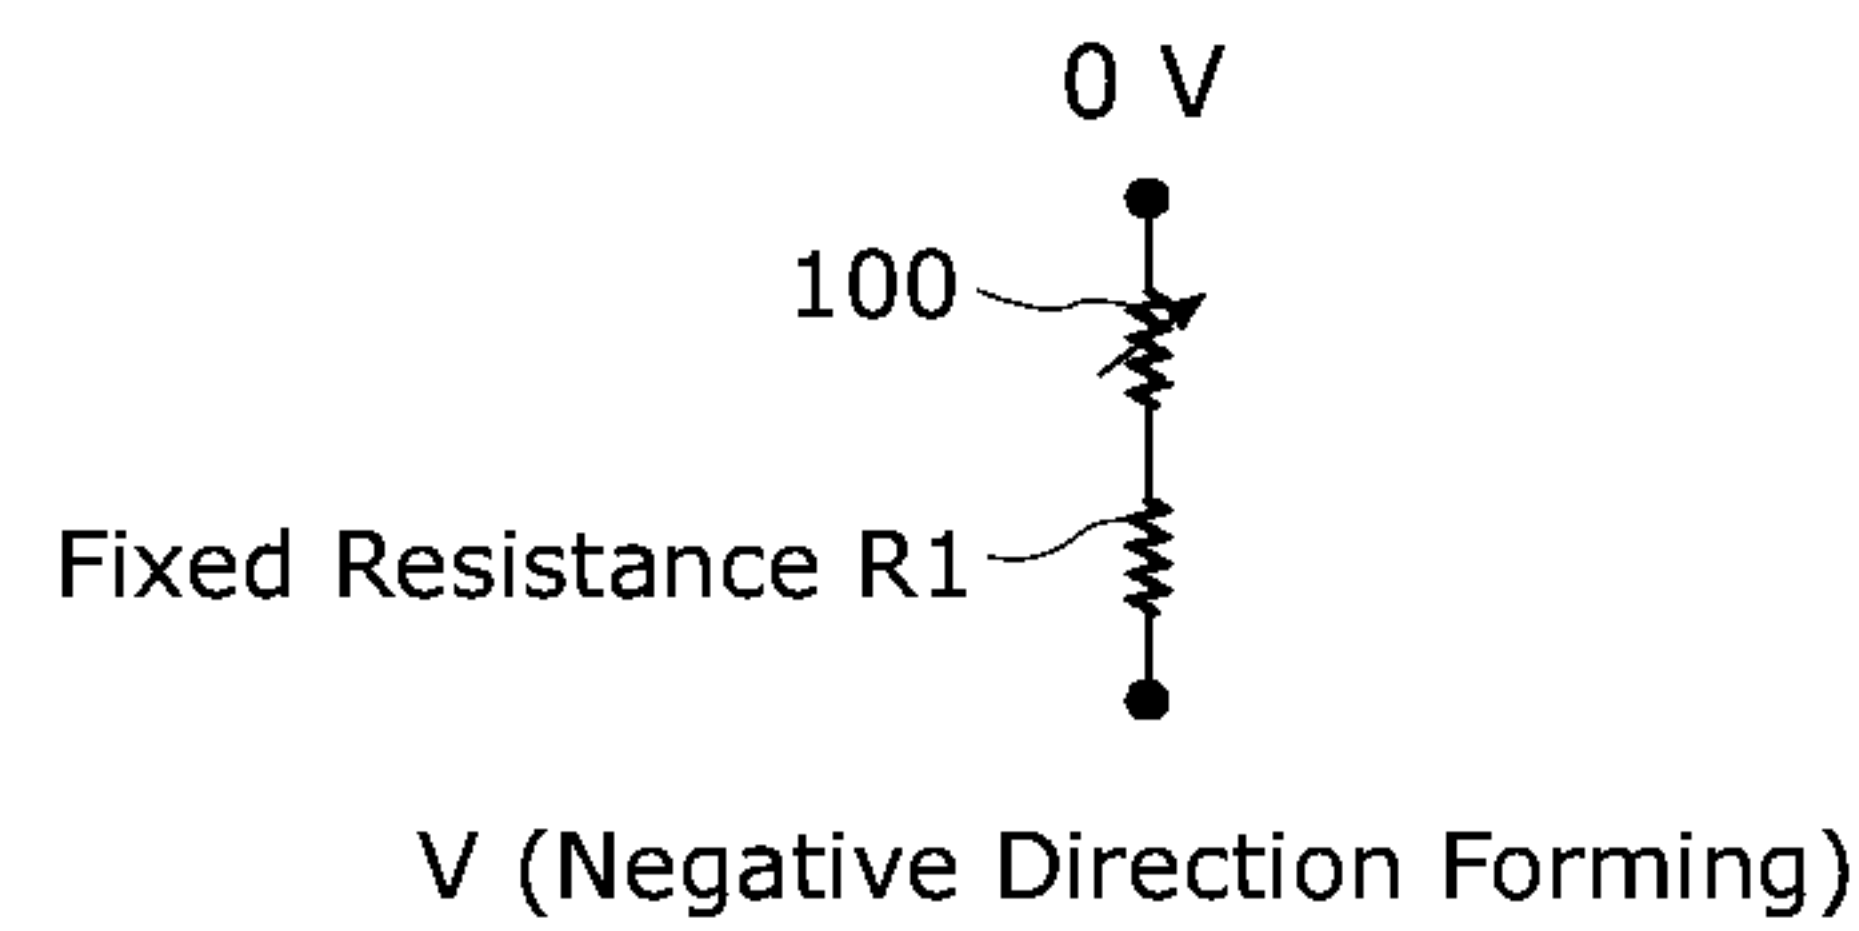 0 V
100
Fixed Resistance R1
V (Negative Direction Forming)